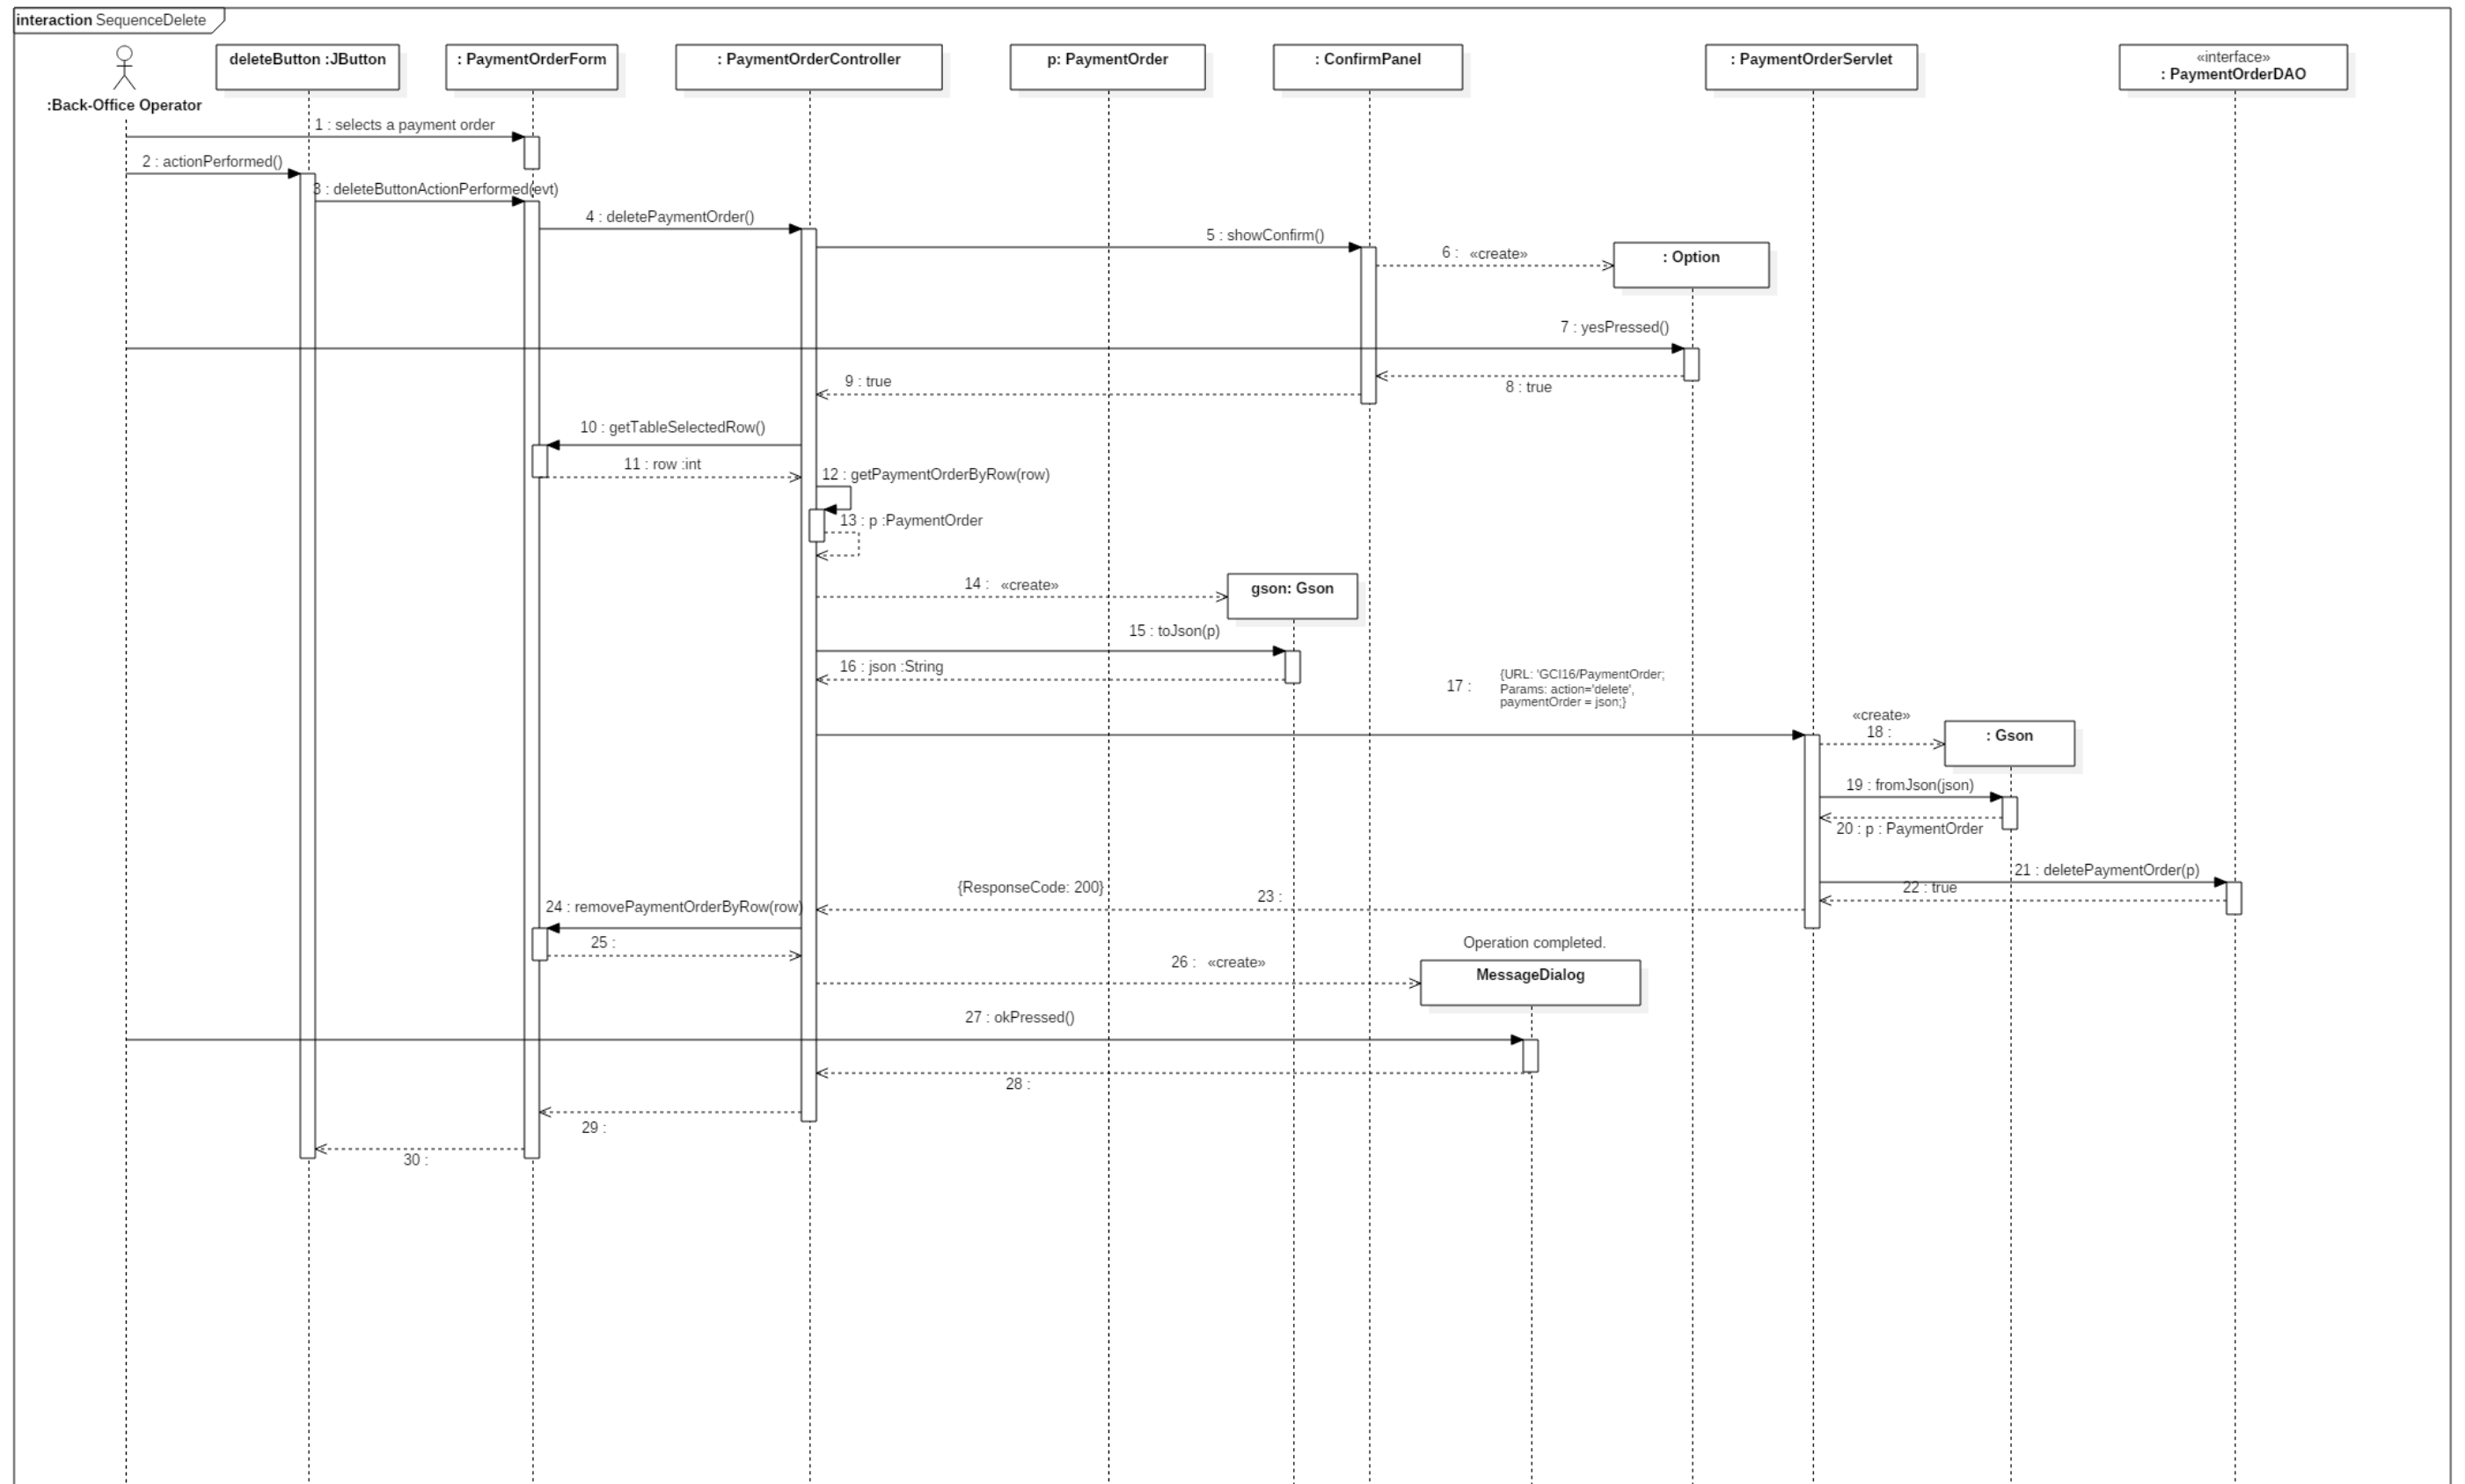 interaction SequenceDelete
:Back-Office Operator
deleteButton :JButton
: PaymentOrderForm
: PaymentOrderController
p: PaymentOrder
: ConfirmPanel
: PaymentOrderServlet
«interface»
: PaymentOrderDAO
1 : selects a payment order
2 : actionPerformed()
3 : deleteButtonActionPerformed(evt)
4 : deletePaymentOrder()
5 : showConfirm()
6 : «create»
: Option
7 : yesPressed()
8 : true
9 : true
10 : getTableSelectedRow()
11 : row :int
12 : getPaymentOrderByRow(row)
13 : p :PaymentOrder
14 : «create»
gson: Gson
15 : toJson(p)
16 : json :String
17 :
{URL: 'GCI16/PaymentOrder;
Params: action='delete',
paymentOrder = json;}
«create»
18 :
: Gson
19 : fromJson(json)
20 : p : PaymentOrder
21 : deletePaymentOrder(p)
22 : true
{ResponseCode: 200}
23 :
24 : removePaymentOrderByRow(row)
25 :
Operation completed.
26 : «create»
MessageDialog
27 : okPressed()
28 :
29 :
30 :